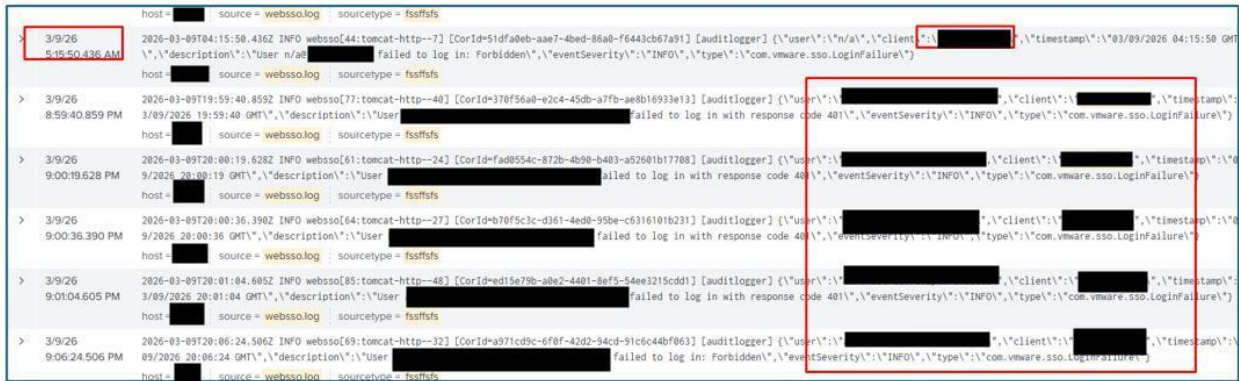 host = source = websso.log sourcetype = fssffsfs
> 3/9/26 2026-03-09T04:15:50.436Z INFO websso[44:tomcat-http--7] [CorId=51dfa0eb-aae7-4bed-86a0-f6443cb67a91] [auditlogger] {\"user\":\"n/a\",\"client\":\ ,\"timestamp\":\"03/09/2026 04:15:50 GMT
5:15:50.436 AM \",\"description\":\"User n/a@ failed to log in: Forbidden\",\"eventSeverity\":\"INFO\",\"type\":\"com.vmware.sso.LoginFailure\"}
host = source = websso.log sourcetype = fssffsfs
> 3/9/26 2026-03-09T19:59:40.859Z INFO websso[77:tomcat-http--40] [CorId=370f56a0-e2c4-45db-a7fb-ae8b16933e13] [auditlogger] {\"user\":\" ,\"client\":\" ,\"timestamp\":
8:59:40.859 PM 3/09/2026 19:59:40 GMT\",\"description\":\"User failed to log in with response code 401\",\"eventSeverity\":\"INFO\",\"type\":\"com.vmware.sso.LoginFailure\"}
host = source = websso.log sourcetype = fssffsfs
> 3/9/26 2026-03-09T20:00:19.628Z INFO websso[61:tomcat-http--24] [CorId=fad0554c-872b-4b90-b403-a52601b17708] [auditlogger] {\"user\":\" ,\"client\":\" ,\"timestamp\":\"0
9:00:19.628 PM 9/2026 20:00:19 GMT\",\"description\":\"User ailed to log in with response code 401\",\"eventSeverity\":\"INFO\",\"type\":\"com.vmware.sso.LoginFailure\"}
host = source = websso.log sourcetype = fssffsfs
> 3/9/26 2026-03-09T20:00:36.390Z INFO websso[64:tomcat-http--27] [CorId=b70f5c3c-d361-4ed0-95be-c6316101b231] [auditlogger] {\"user\":\" \",\"client\":\" ,\"timestamp\":\"0
9:00:36.390 PM 9/2026 20:00:36 GMT\",\"description\":\"User failed to log in with response code 401\",\"eventSeverity\":\"INFO\",\"type\":\"com.vmware.sso.LoginFailure\"}
host = source = websso.log sourcetype = fssffsfs
> 3/9/26 2026-03-09T20:01:04.605Z INFO websso[85:tomcat-http--48] [CorId=ed15e79b-a0e2-4401-8ef5-54ee3215cdd1] [auditlogger] {\"user\":\" ,\"client\":\" ,\"timestamp\":
9:01:04.605 PM 3/09/2026 20:01:04 GMT\",\"description\":\"User failed to log in with response code 401\",\"eventSeverity\":\"INFO\",\"type\":\"com.vmware.sso.LoginFailure\"}
host = source = websso.log sourcetype = fssffsfs
> 3/9/26 2026-03-09T20:06:24.506Z INFO websso[69:tomcat-http--32] [CorId=a971cd9c-6f0f-42d2-94cd-91c6c44bf063] [auditlogger] {\"user\":\" \",\"client\":\" ,\"timestamp\":\
9:06:24.506 PM 09/2026 20:06:24 GMT\",\"description\":\"User failed to log in: Forbidden\",\"eventSeverity\":\"INFO\",\"type\":\"com.vmware.sso.LoginFailure\"}
host = source = websso.log sourcetype = fssffsfs